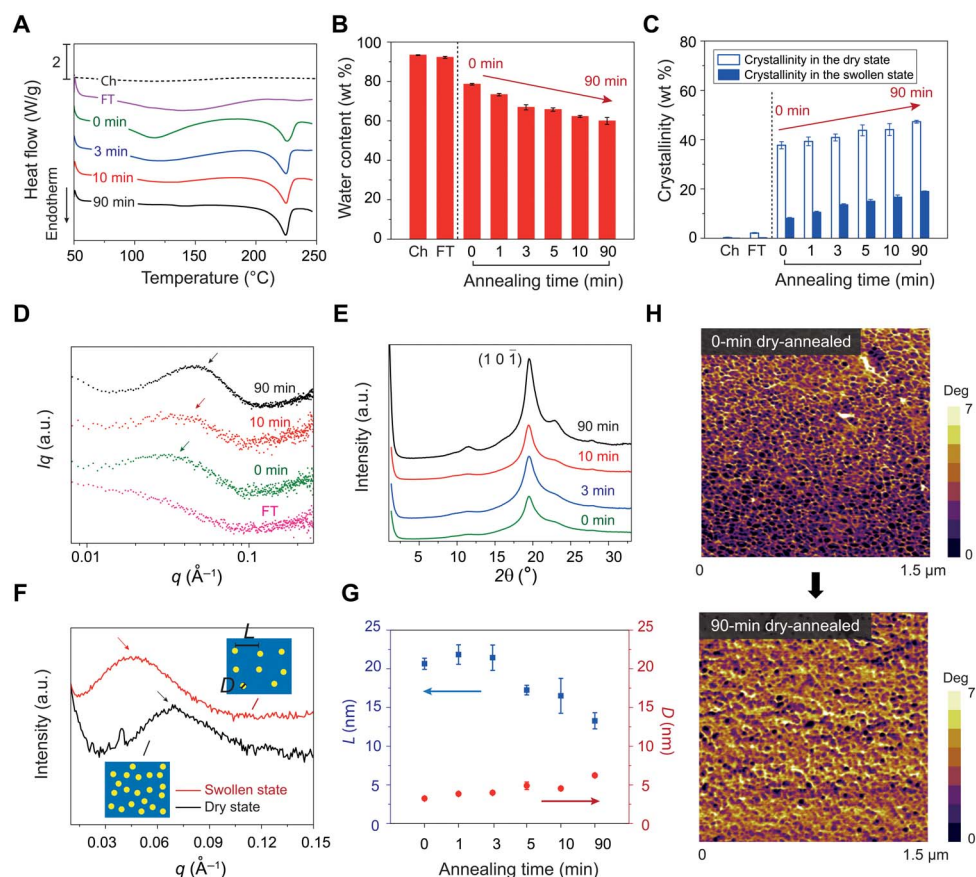 A
2
Heat flow (W/g)
Endotherm
Ch
FT
0 min
3 min
10 min
90 min
50 100 150 200 250
Temperature (°C)
B
100
80
60
40
20
0
Water content (wt %)
0 min
90 min
Ch FT 0 1 3 5 10 90
Annealing time (min)
C
80
60
40
20
0
Crystallinity (wt %)
Crystallinity in the dry state
Crystallinity in the swollen state
90 min
0 min
Ch FT 0 1 3 5 10 90
Annealing time (min)
D
Iq (a.u.)
90 min
10 min
0 min
FT
0.01 0.1
q (Å⁻¹)
E
Intensity (a.u.)
(1 0 1̄)
90 min
10 min
3 min
0 min
5 10 15 20 25 30
2θ (°)
F
Intensity (a.u.)
L
D
Swollen state
Dry state
0.03 0.06 0.09 0.12 0.15
q (Å⁻¹)
G
25
20
15
10
5
0
L (nm)
25
20
15
10
5
0
D (nm)
0 1 3 5 10 90
Annealing time (min)
H
0-min dry-annealed
Deg
7
0
0 1.5 µm
90-min dry-annealed
Deg
7
0
0 1.5 µm